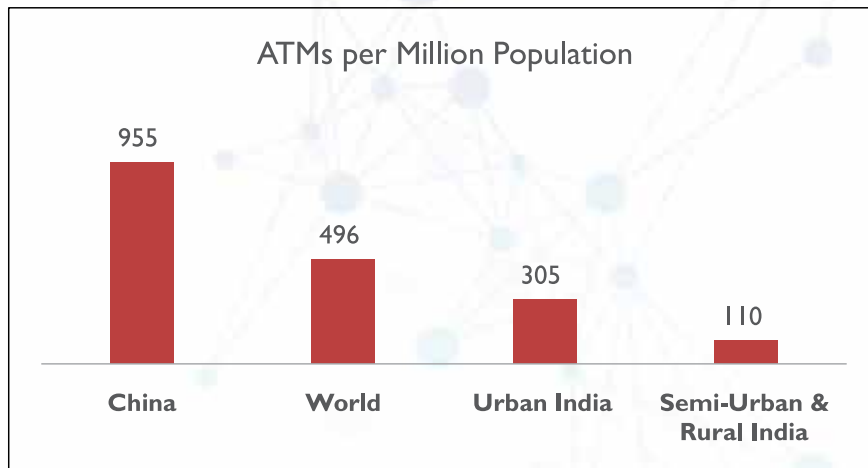 ATMs per Million Population
955
496
305
110
China
World
Urban India
Semi-Urban &
Rural India